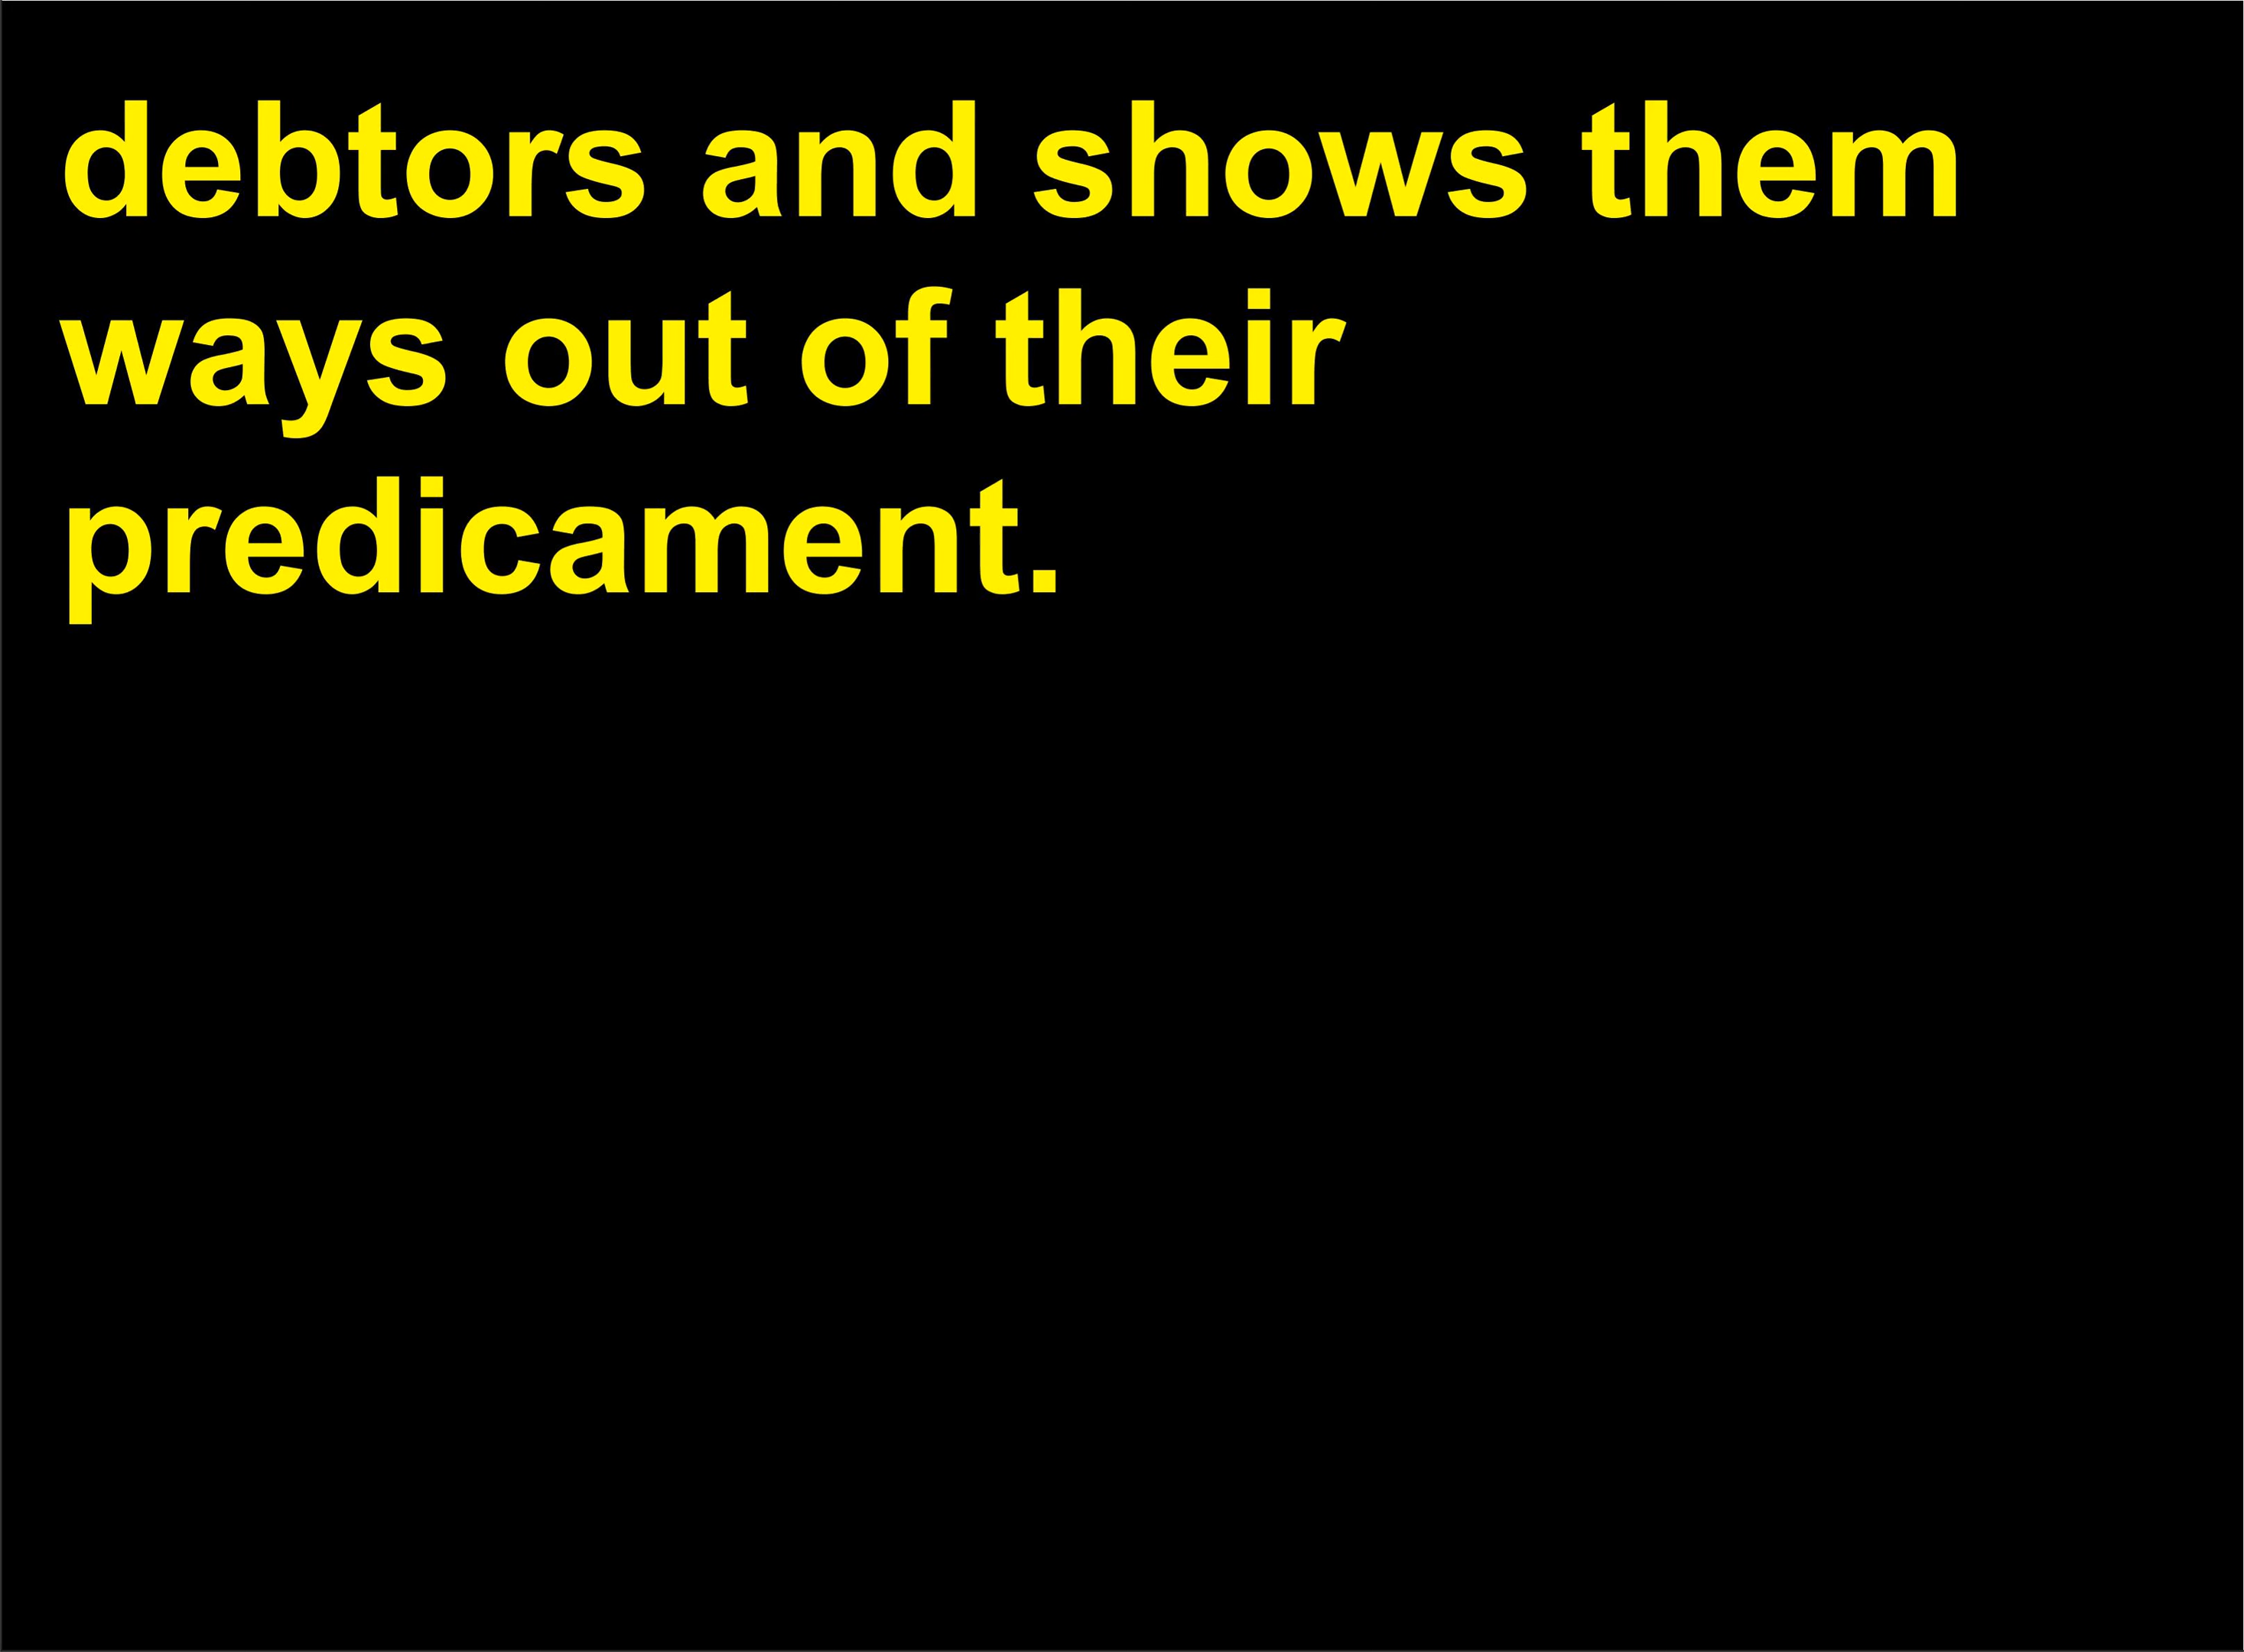 debtors and shows them
ways out of their
predicament.